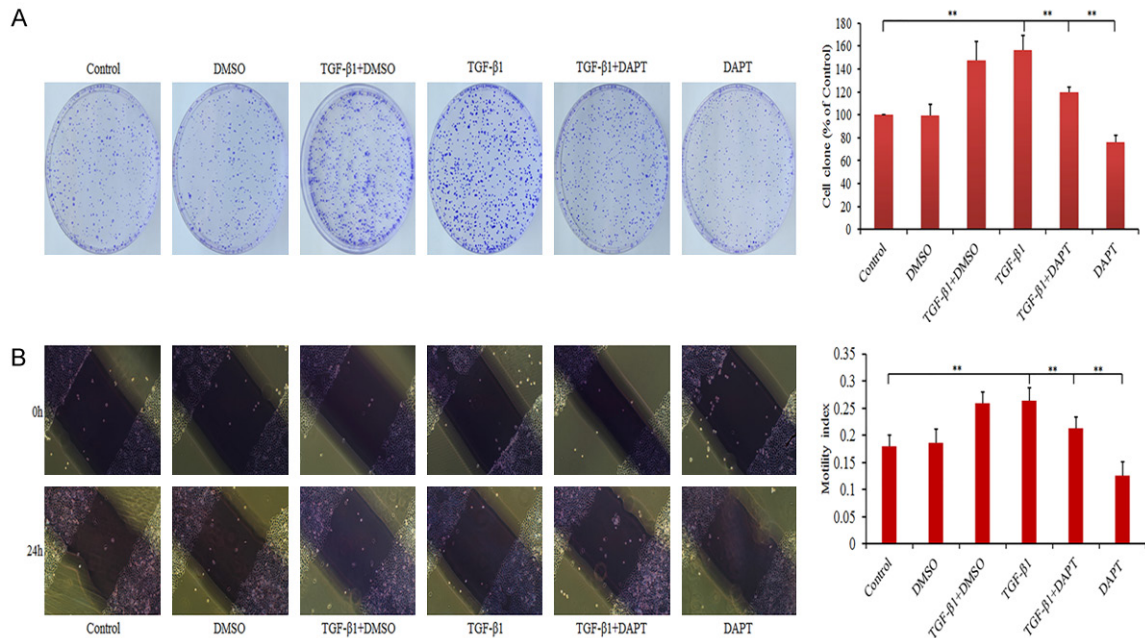 A
Control
DMSO
TGF-β1+DMSO
TGF-β1
TGF-β1+DAPT
DAPT
Cell clone (% of Control)
180
160
140
120
100
80
60
40
20
0
** ** **
Control
DMSO
TGF-β1+DMSO
TGF-β1
TGF-β1+DAPT
DAPT
B
0h
24h
Control
DMSO
TGF-β1+DMSO
TGF-β1
TGF-β1+DAPT
DAPT
Motility index
0.35
0.3
0.25
0.2
0.15
0.1
0.05
0
** ** **
Control
DMSO
TGF-β1+DMSO
TGF-β1
TGF-β1+DAPT
DAPT